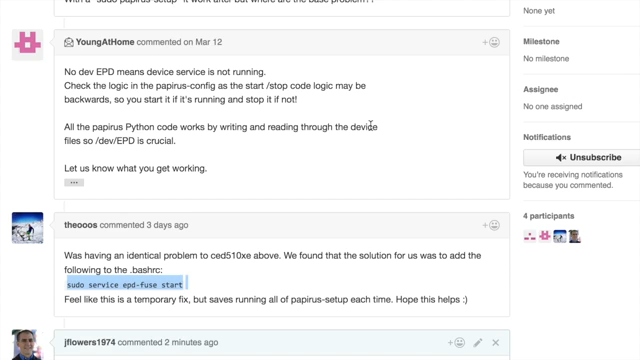 With a "sudo papirus-setup" it work after but where are the base problem??
YoungAtHome commented on Mar 12
No dev EPD means device service is not running.
Check the logic in the papirus-config as the start /stop code logic may be
backwards, so you start it if it's running and stop it if not!
All the papirus Python code works by writing and reading through the device
files so /dev/EPD is crucial.
Let us know what you get working.
...
theooos commented 3 days ago
Was having an identical problem to ced510xe above. We found that the solution for us was to add the
following to the .bashrc:
sudo service epd-fuse start
Feel like this is a temporary fix, but saves running all of papirus-setup each time. Hope this helps :)
jflowers1974 commented 2 minutes ago
None yet
Milestone
No milestone
Assignee
No one assigned
Notifications
Unsubscribe
You're receiving notifications
because you commented.
4 participants